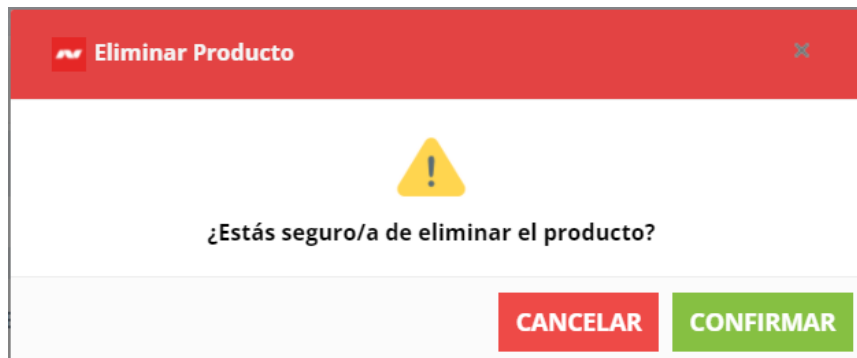 Eliminar Producto
¿Estás seguro/a de eliminar el producto?
CANCELAR CONFIRMAR